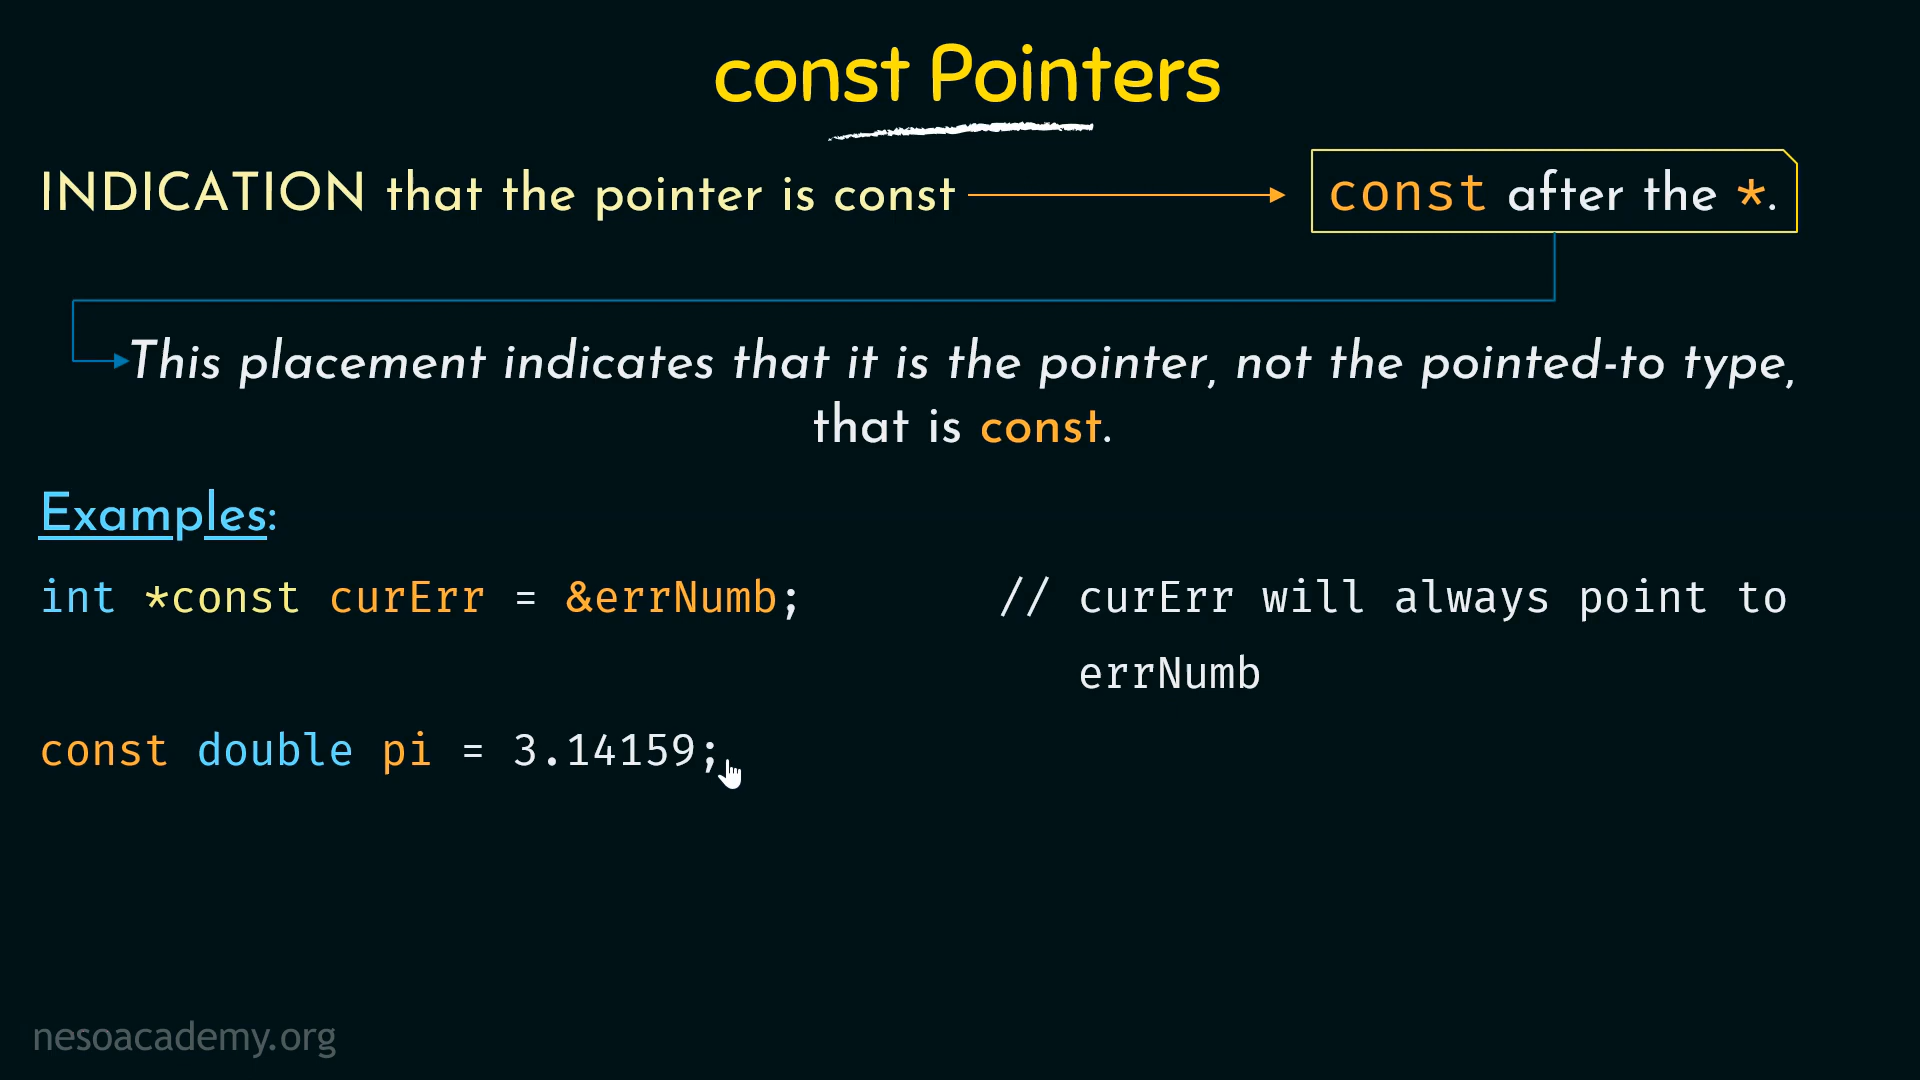 const Pointers
INDICATION that the pointer is const
const after the *.
This placement indicates that it is the pointer, not the pointed-to type,
that is const.
Examples:
int *const curErr = &errNumb; // curErr will always point to
errNumb
const double pi = 3.14159;
nesoacademy.org